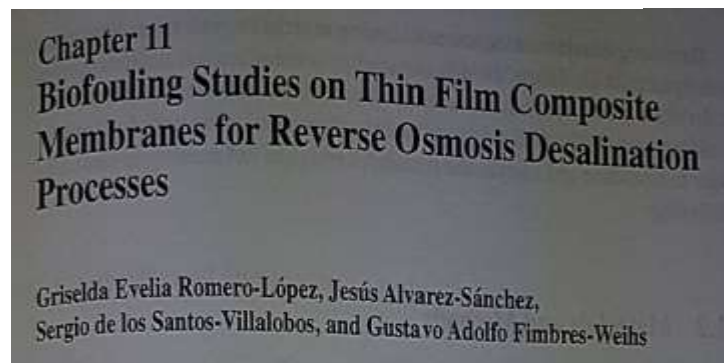 Chapter 11
Biofouling Studies on Thin Film Composite
Membranes for Reverse Osmosis Desalination
Processes
Griselda Evelia Romero-López, Jesús Alvarez-Sánchez,
Sergio de los Santos-Villalobos, and Gustavo Adolfo Fimbres-Weihs